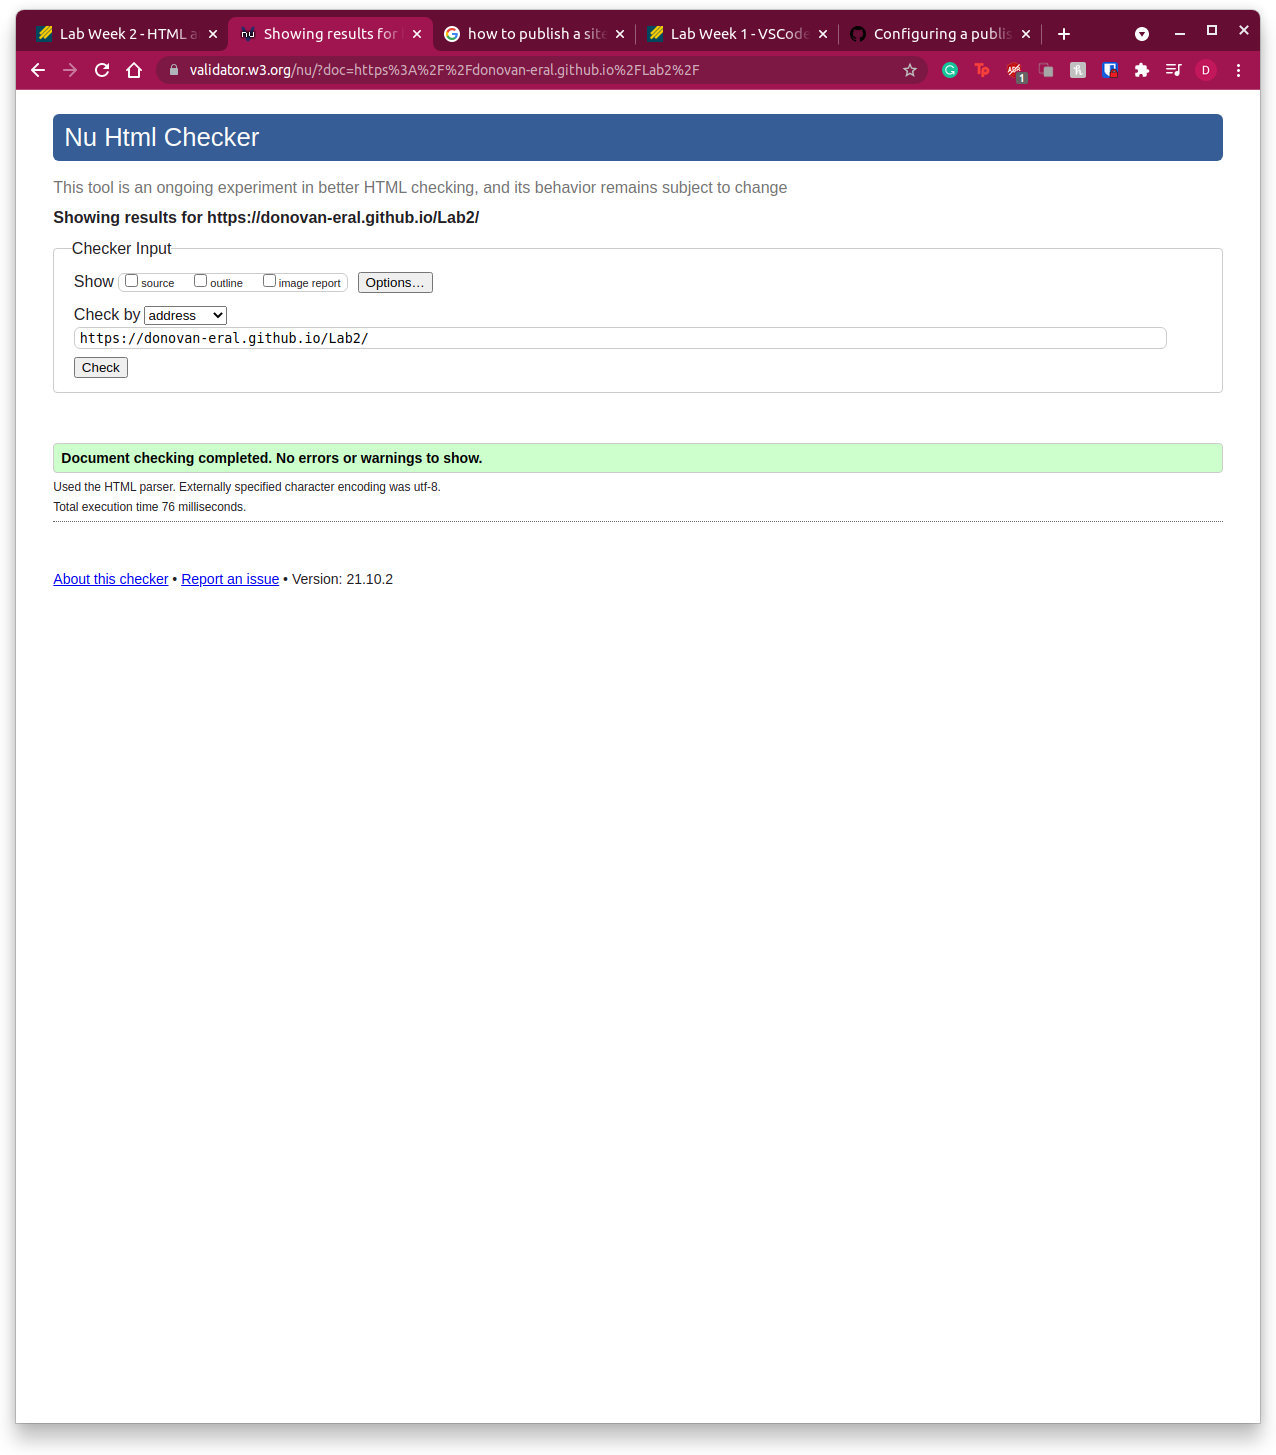 Lab Week 2 - HTML a
Showing results for
how to publish a site
Lab Week 1 - VSCode
Configuring a publis
validator.w3.org/nu/?doc=https%3A%2F%2Fdonovan-eral.github.io%2FLab2%2F
1
D
Nu Html Checker
This tool is an ongoing experiment in better HTML checking, and its behavior remains subject to change
Showing results for https://donovan-eral.github.io/Lab2/
Checker Input
Show source outline image report Options...
Check by address
https://donovan-eral.github.io/Lab2/
Check
Document checking completed. No errors or warnings to show.
Used the HTML parser. Externally specified character encoding was utf-8.
Total execution time 76 milliseconds.
About this checker • Report an issue • Version: 21.10.2